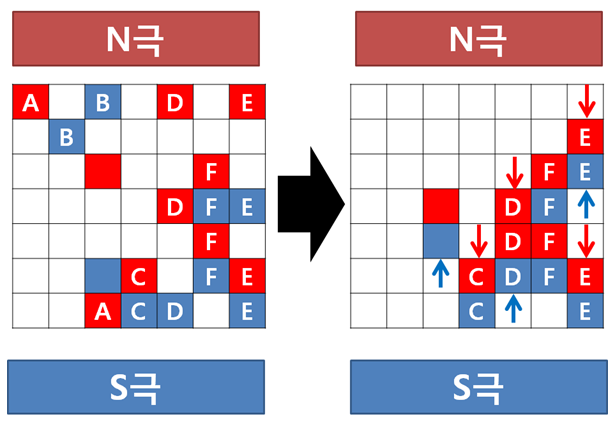 N극
N극
A B D E
B E
F F E
D F E D F
F D F
C F E C D F E
A C D E C E
S극
S극